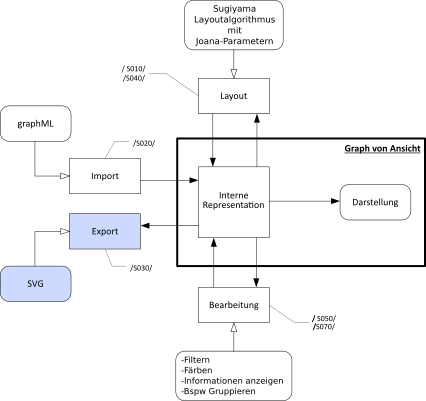 Sugiyama
Layoutalgorithmus
mit
Joana-Parametern
/ S010/
/S040/
Layout
graphML
/S020/
Graph von Ansicht
Import
Interne
Representation
Darstellung
Export
/S030/
SVG
Bearbeitung
/ S050/
/S070/
-Filtern
-Färben
-Informationen anzeigen
-Bspw Gruppieren